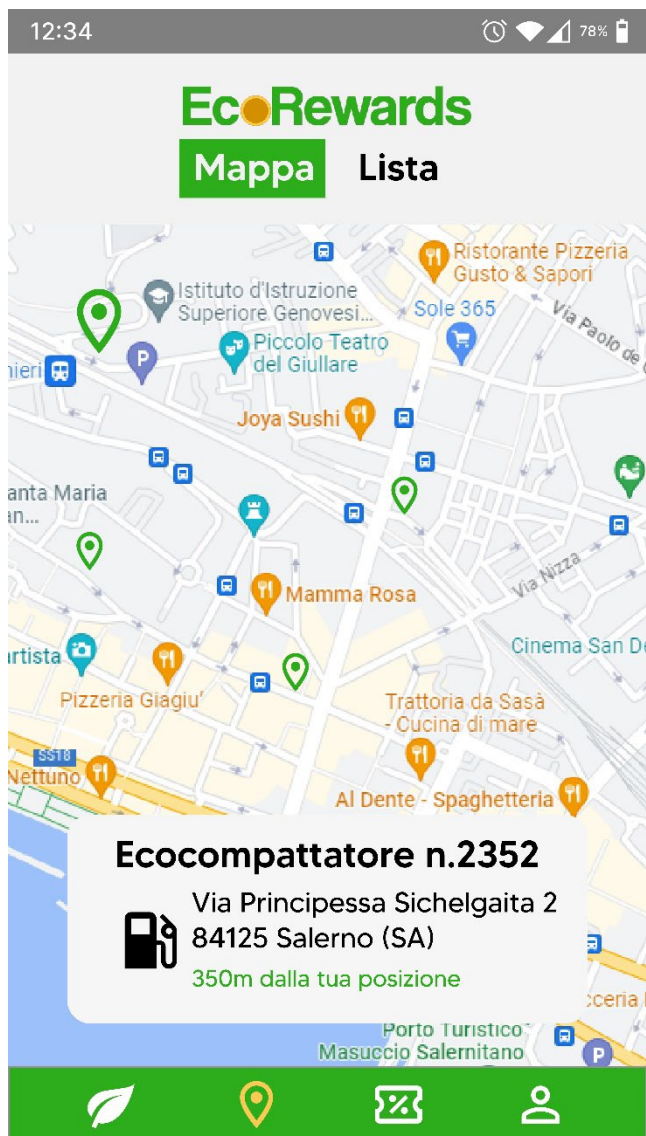 12:34
78%
EcoRewards
Mappa Lista
Ristorante Pizzeria
Gusto & Sapori
Istituto d'Istruzione
Superiore Genovesi...
Sole 365
Via Paolo de
Piccolo Teatro
del Giullare
P
nieri
Joya Sushi
anta Maria
an...
Mamma Rosa
Via Nizza
Cinema San De
artista
Pizzeria Giagiu'
Trattoria da Sasà
- Cucina di mare
SS18
Nettuno
Al Dente - Spaghetteria
Ecocompattatore n.2352
Via Principessa Sichelgaita 2
84125 Salerno (SA)
350m dalla tua posizione
cceria
Porto Turistico
Masuccio Salernitano
P